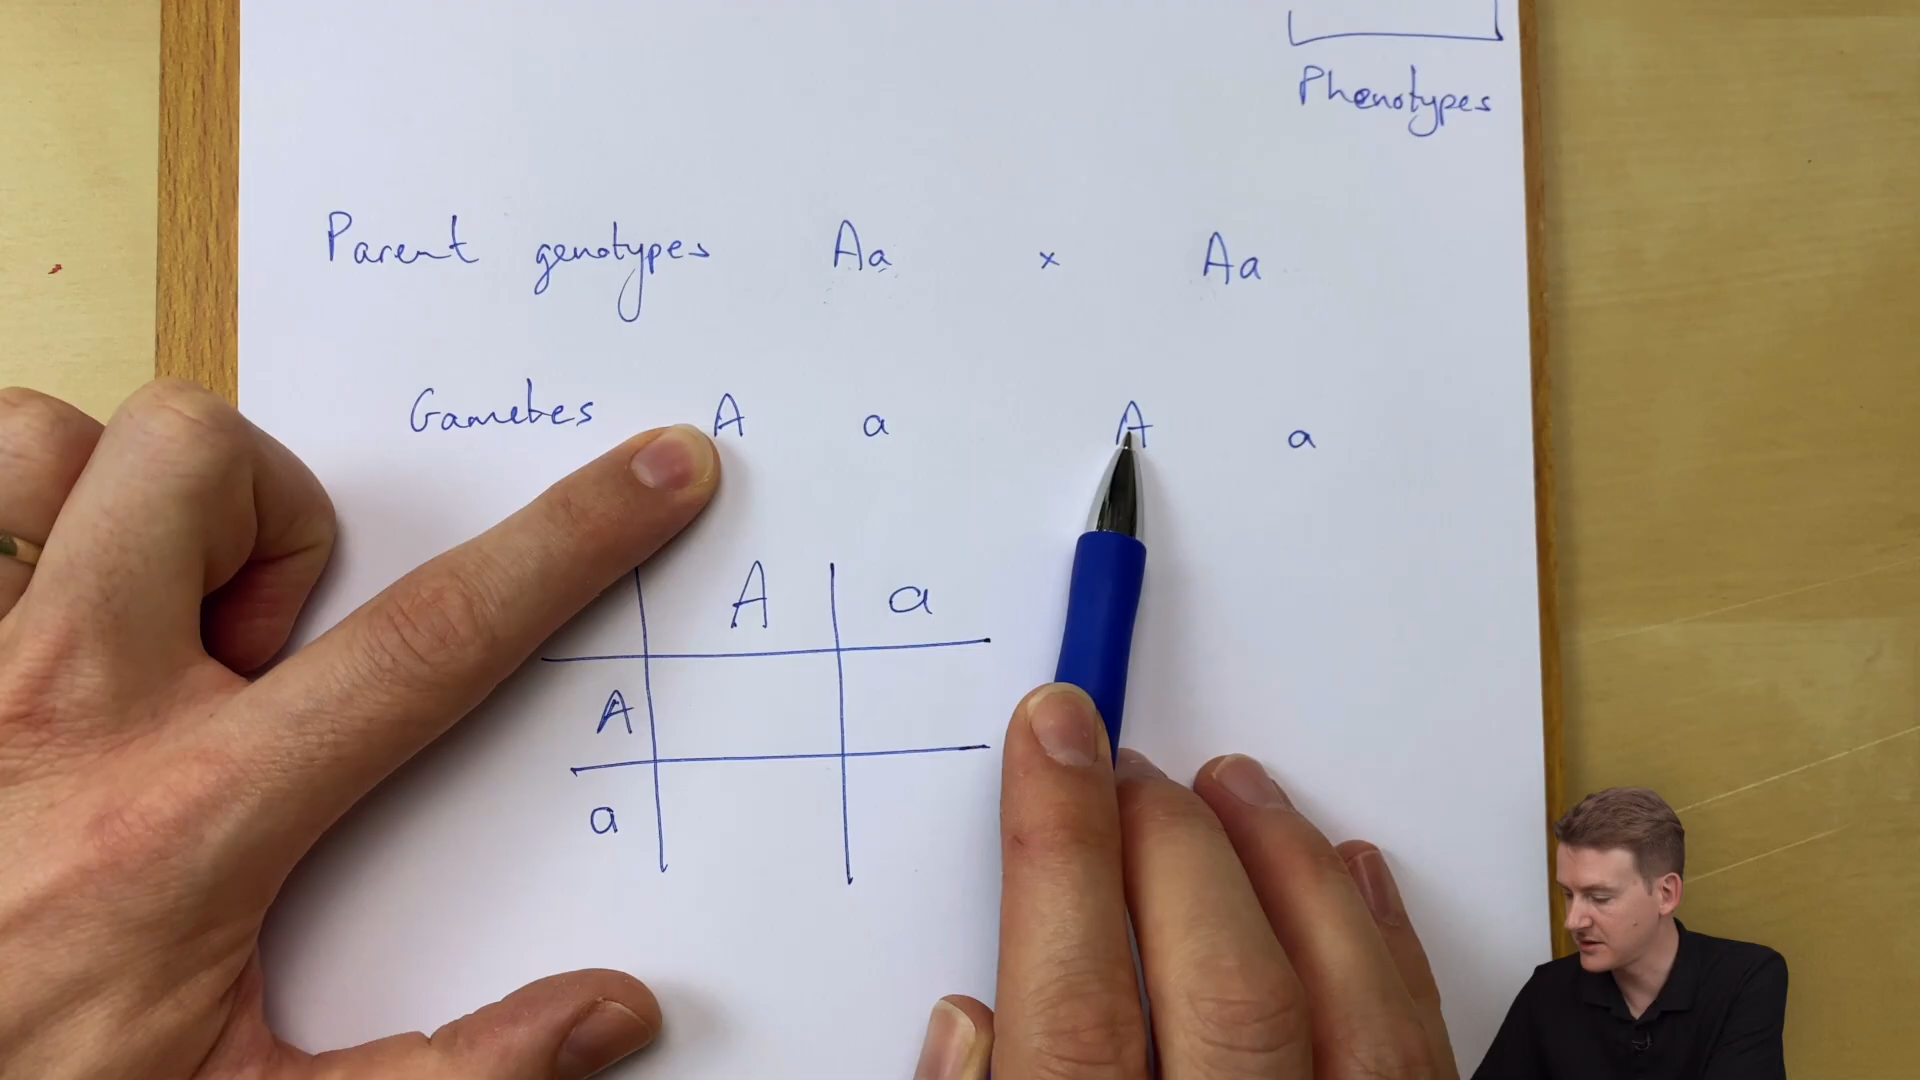 Phenotypes
Parent genotypes Aa x Aa
Gametes A a A a
A a
A
a